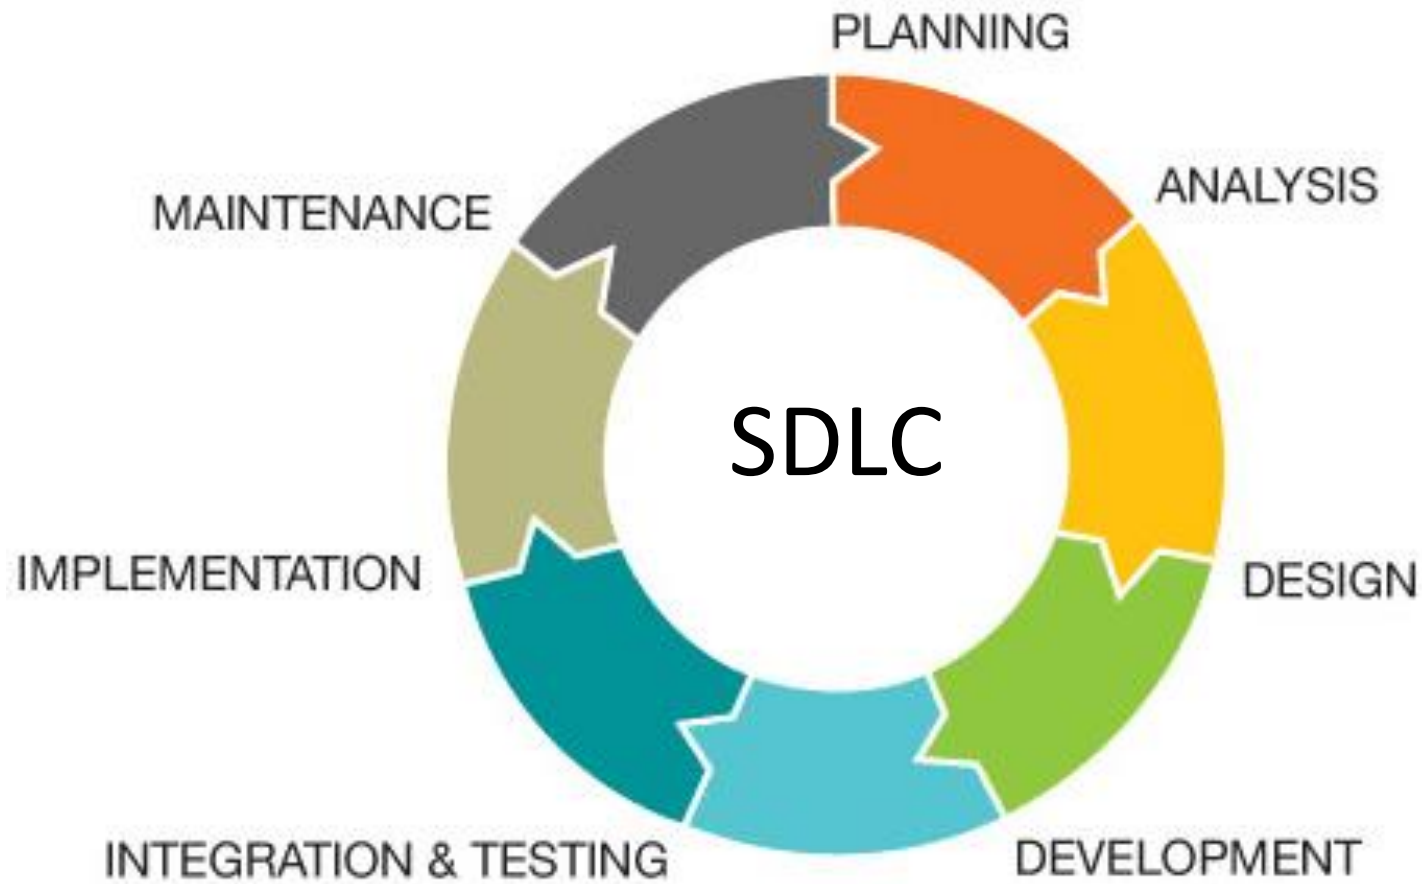 PLANNING
ANALYSIS
MAINTENANCE
SDLC
IMPLEMENTATION
DESIGN
INTEGRATION & TESTING
DEVELOPMENT